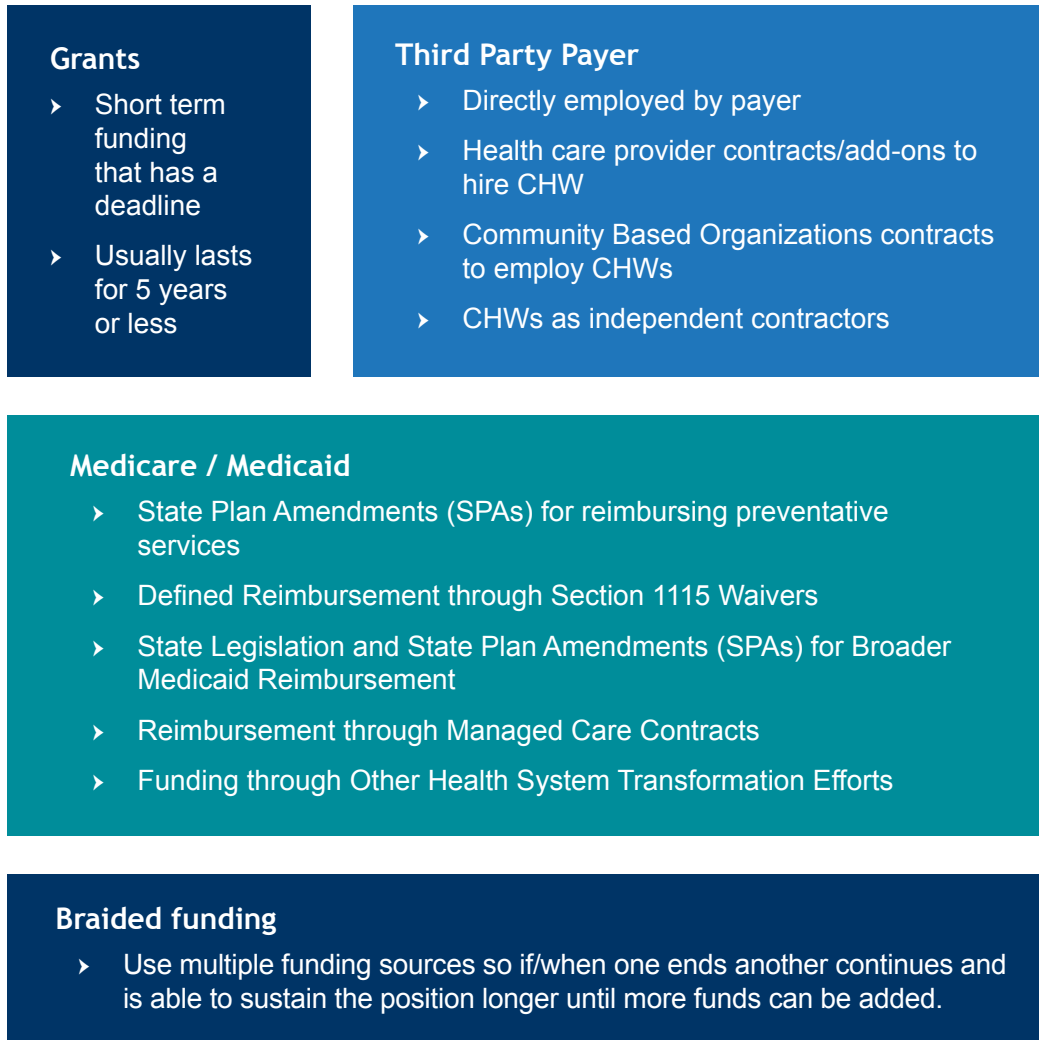 Grants
Short term
funding
that has a
deadline
Usually lasts
for 5 years
or less
Third Party Payer
Directly employed by payer
Health care provider contracts/add-ons to
hire CHW
Community Based Organizations contracts
to employ CHWs
CHWs as independent contractors
Medicare / Medicaid
State Plan Amendments (SPAs) for reimbursing preventative
services
Defined Reimbursement through Section 1115 Waivers
State Legislation and State Plan Amendments (SPAs) for Broader
Medicaid Reimbursement
Reimbursement through Managed Care Contracts
Funding through Other Health System Transformation Efforts
Braided funding
Use multiple funding sources so if/when one ends another continues and
is able to sustain the position longer until more funds can be added.